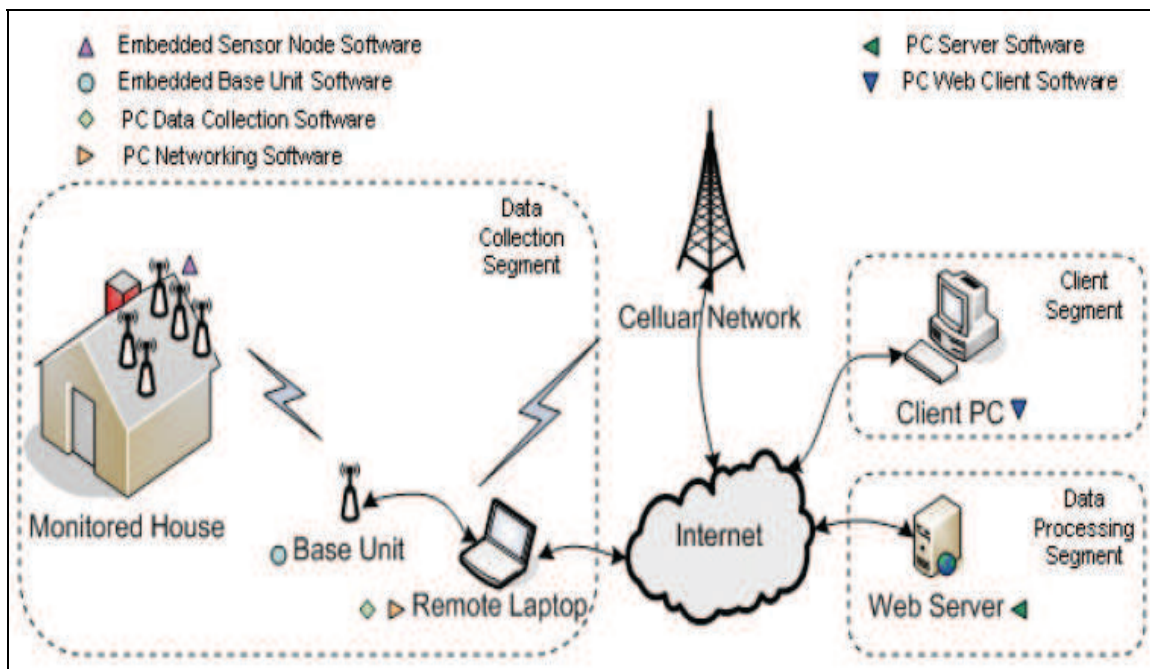 Embedded Sensor Node Software
Embedded Base Unit Software
PC Data Collection Software
PC Networking Software
PC Server Software
PC Web Client Software
Data
Collection
Segment
Monitored House
Base Unit
Remote Laptop
Celluar Network
Internet
Client
Segment
Client PC
Data
Processing
Segment
Web Server